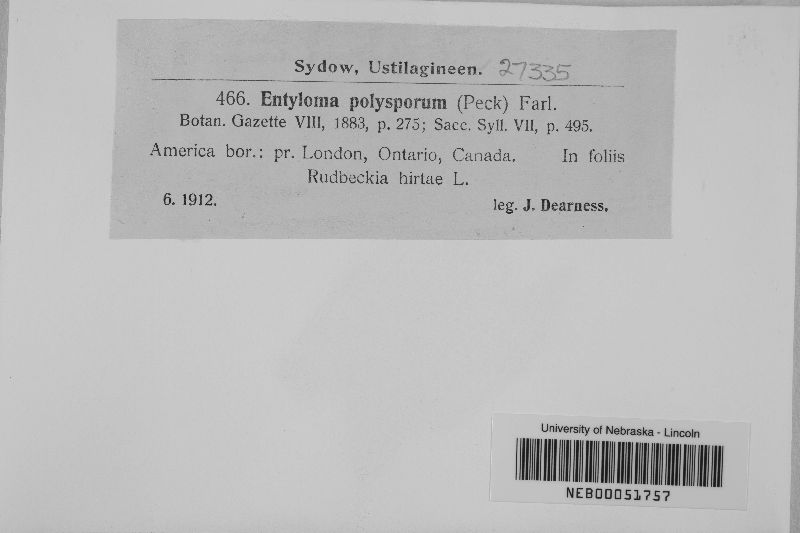 Sydow, Ustilagineen. 27335
466. Entyloma polysporum (Peck) Farl.
Botan. Gazette VIII, 1883, p. 275; Sacc. Syll. VII, p. 495.
America bor.: pr. London, Ontario, Canada. In foliis
Rudbeckia hirtae L.
6. 1912. leg. J. Dearness.
University of Nebraska - Lincoln
NEB00051757